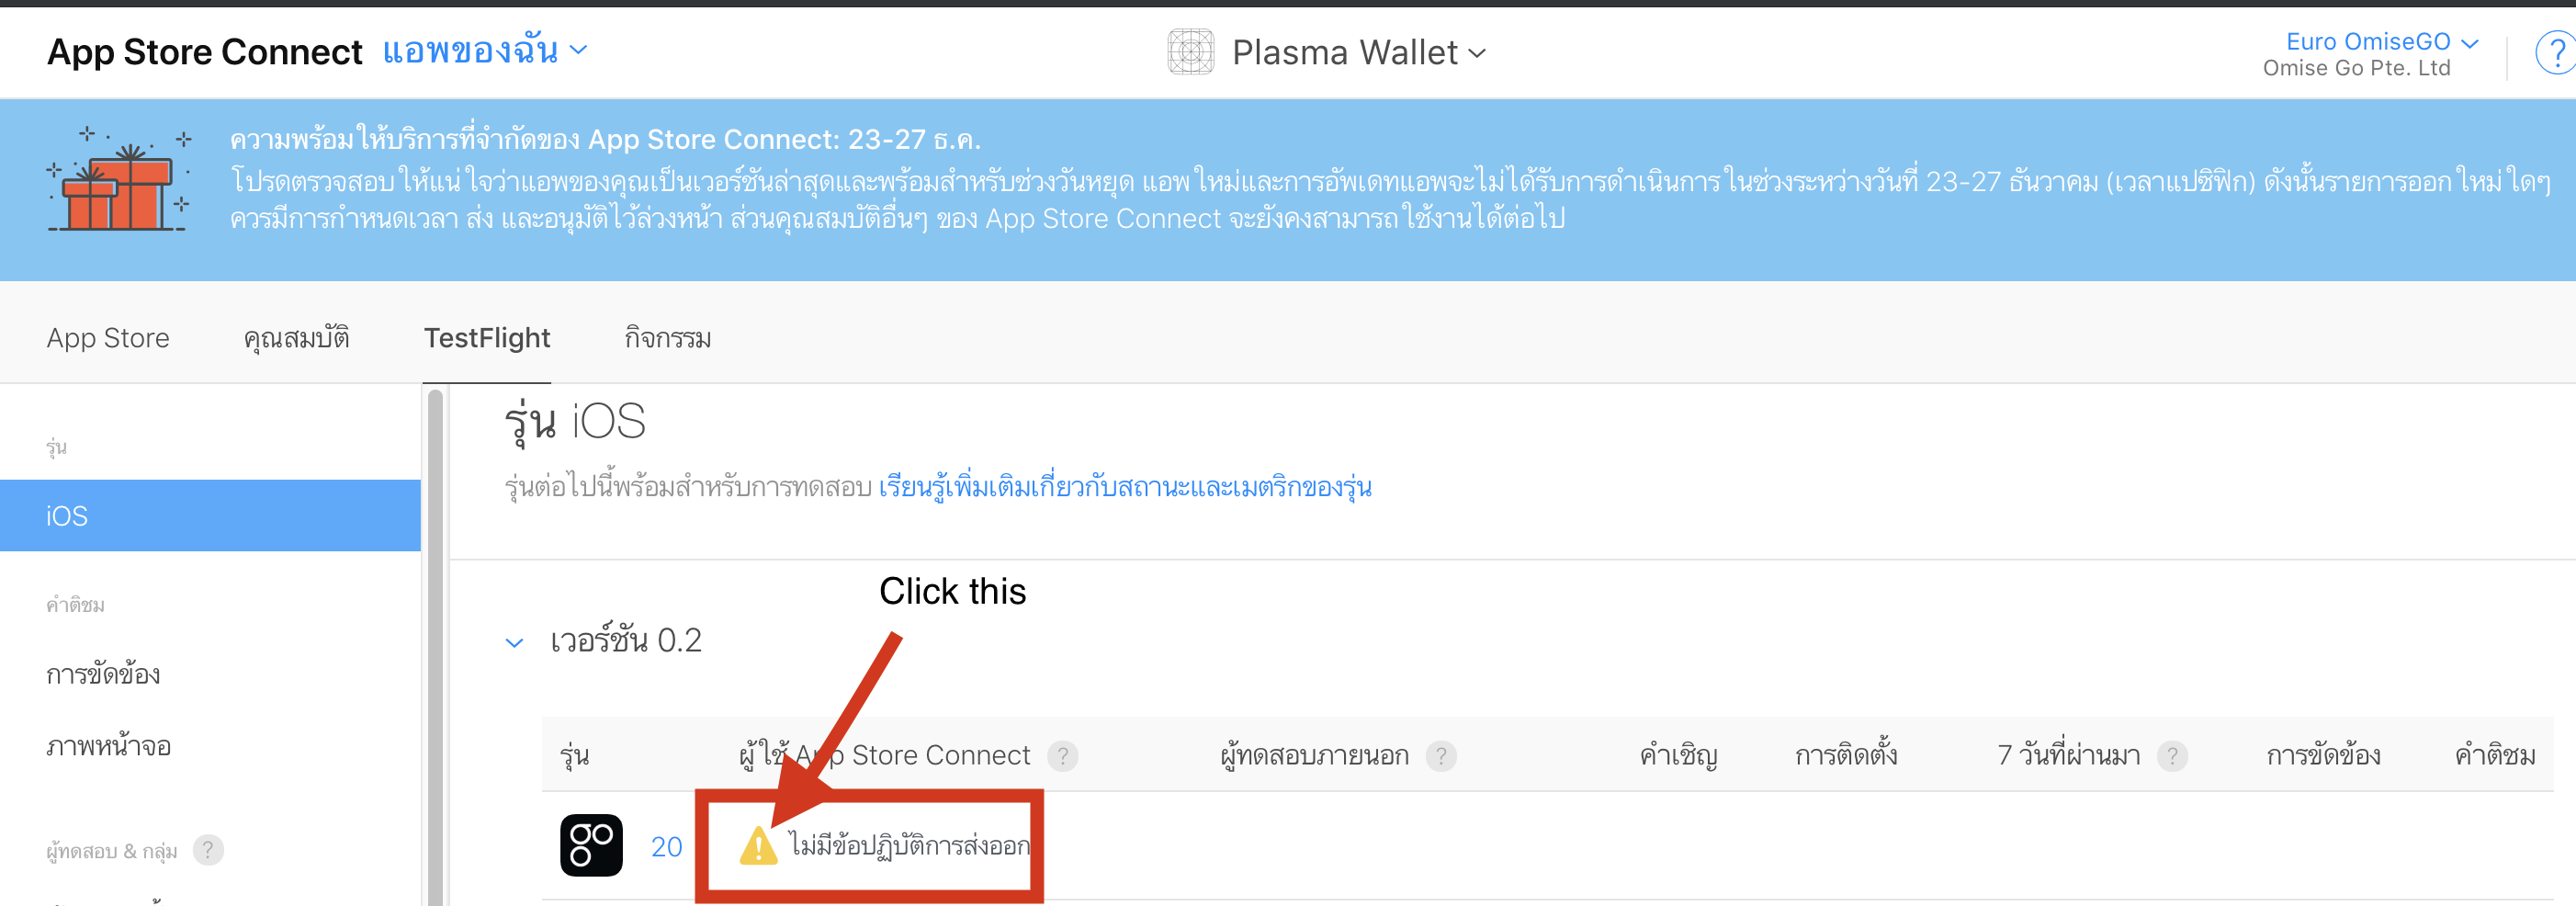 App Store Connect แอพของฉัน
Plasma Wallet
Euro OmiseGO
Omise Go Pte. Ltd
?
ความพร้อมให้บริการที่จำกัดของ App Store Connect: 23-27 ธ.ค.
โปรดตรวจสอบให้แน่ใจว่าแอพของคุณเป็นเวอร์ชันล่าสุดและพร้อมสำหรับช่วงวันหยุด แอพใหม่และการอัพเดทแอพจะไม่ได้รับการดำเนินการในช่วงระหว่างวันที่ 23-27 ธันวาคม (เวลาแปซิฟิก) ดังนั้นรายการออกใหม่ใดๆ
ควรมีการกำหนดเวลา ส่ง และอนุมัติไว้ล่วงหน้า ส่วนคุณสมบัติอื่นๆ ของ App Store Connect จะยังคงสามารถใช้งานได้ต่อไป
App Store คุณสมบัติ TestFlight กิจกรรม
รุ่น
iOS
คำติชม
การขัดข้อง
ภาพหน้าจอ
ผู้ทดสอบ & กลุ่ม ?
รุ่น iOS
รุ่นต่อไปนี้พร้อมสำหรับการทดสอบ เรียนรู้เพิ่มเติมเกี่ยวกับสถานะและเมตริกของรุ่น
Click this
เวอร์ชัน 0.2
รุ่น ผู้ใช้ App Store Connect ? ผู้ทดสอบภายนอก ? คำเชิญ การติดตั้ง 7 วันที่ผ่านมา ? การขัดข้อง คำติชม
go 20 ไม่มีข้อปฏิบัติการส่งออก